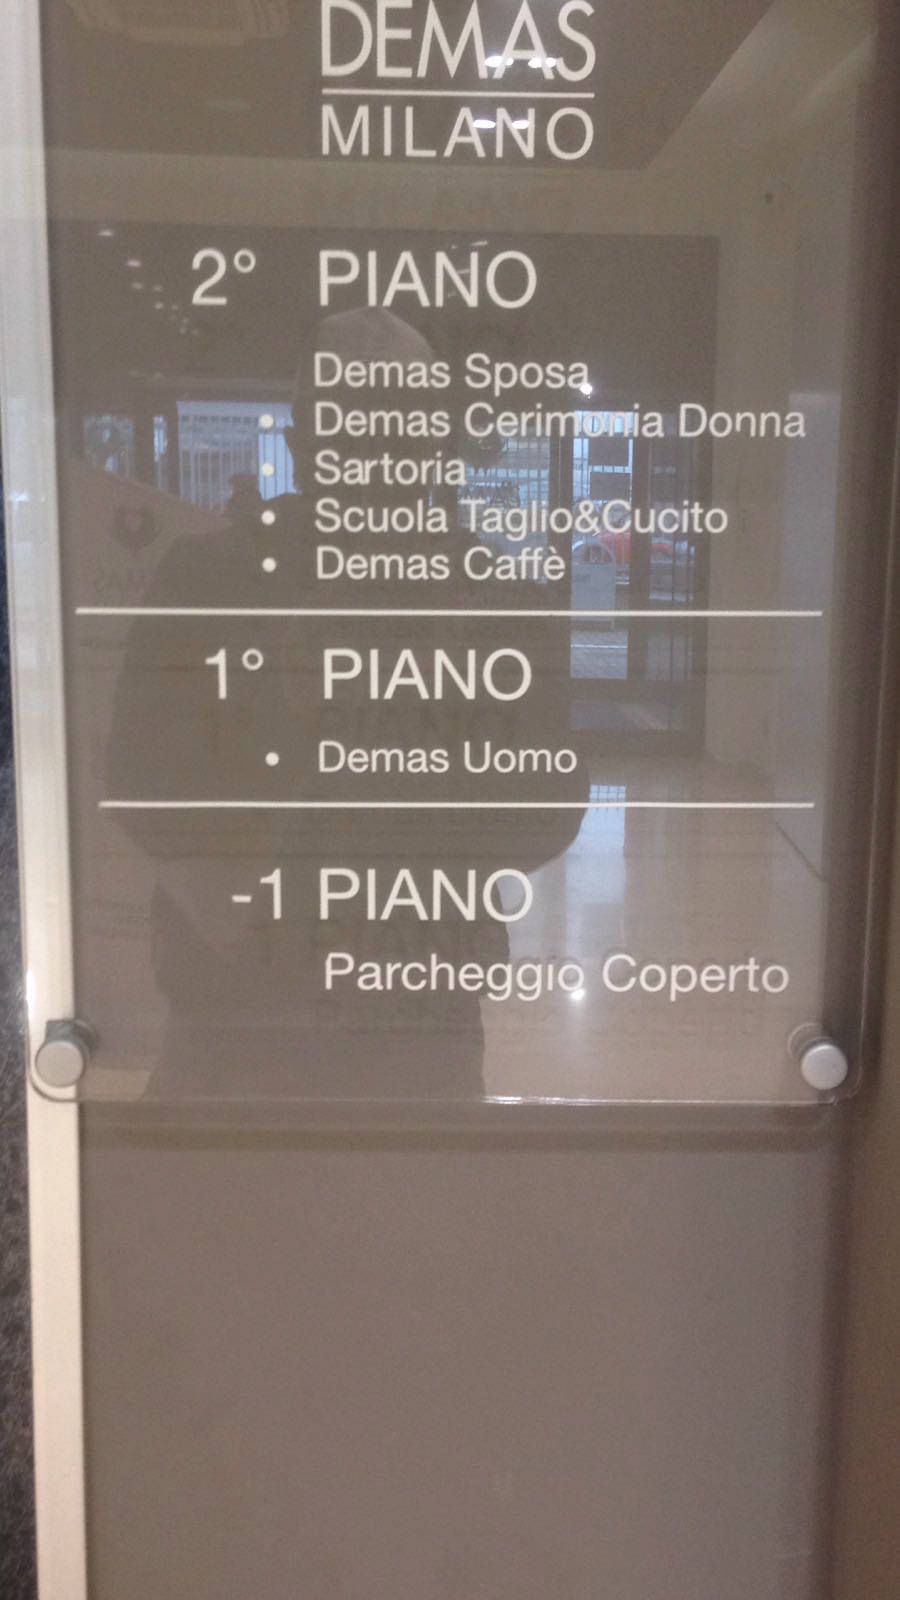 DEMAS
MILANO
2° PIANO
Demas Sposa
• Demas Cerimonia Donna
• Sartoria
• Scuola Taglio&Cucito
• Demas Caffè
1° PIANO
• Demas Uomo
-1 PIANO
Parcheggio Coperto